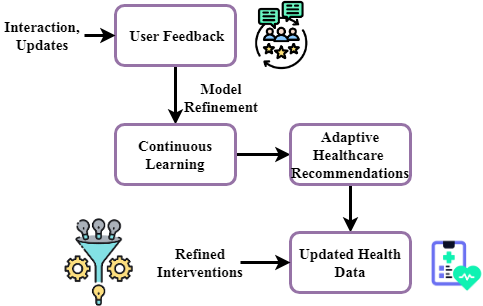 Interaction,
Updates
User Feedback
Model
Refinement
Continuous
Learning
Adaptive
Healthcare
Recommendations
Refined
Interventions
Updated Health
Data